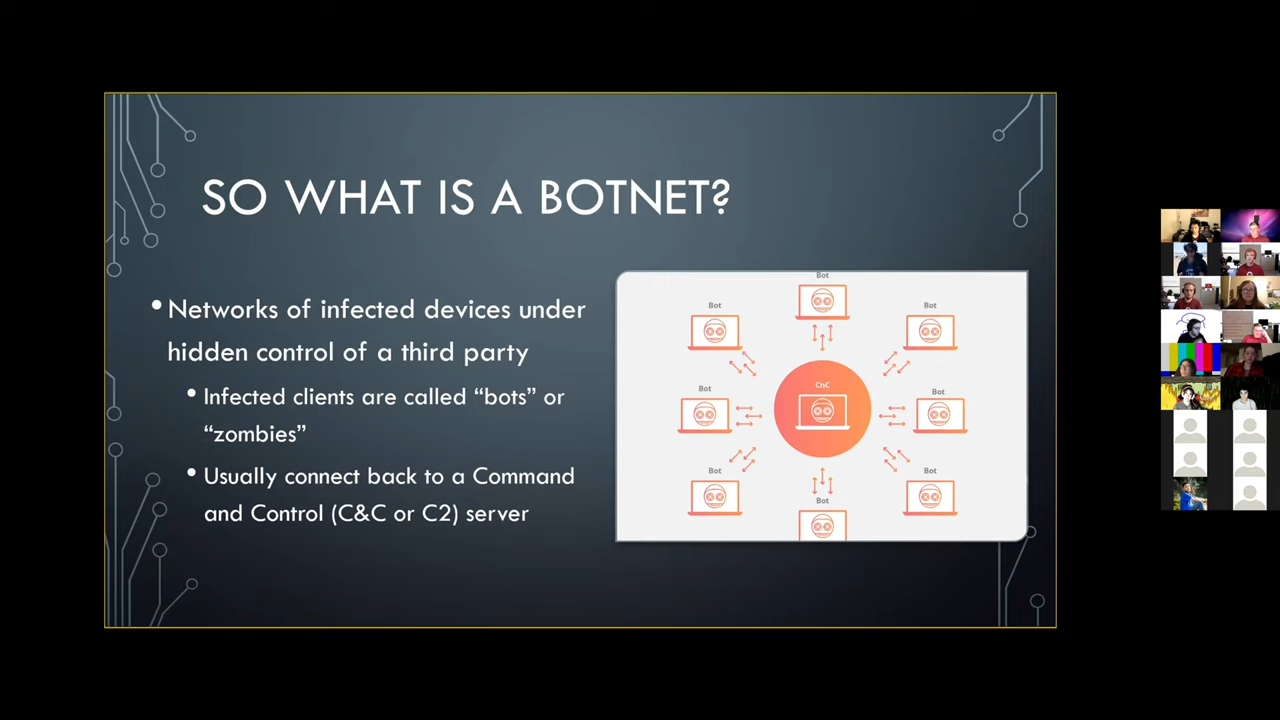 SO WHAT IS A BOTNET?
• Networks of infected devices under
hidden control of a third party
• Infected clients are called “bots” or
“zombies”
• Usually connect back to a Command
and Control (C&C or C2) server
Bot
Bot
Bot
Bot
CnC
Bot
Bot
Bot
Bot